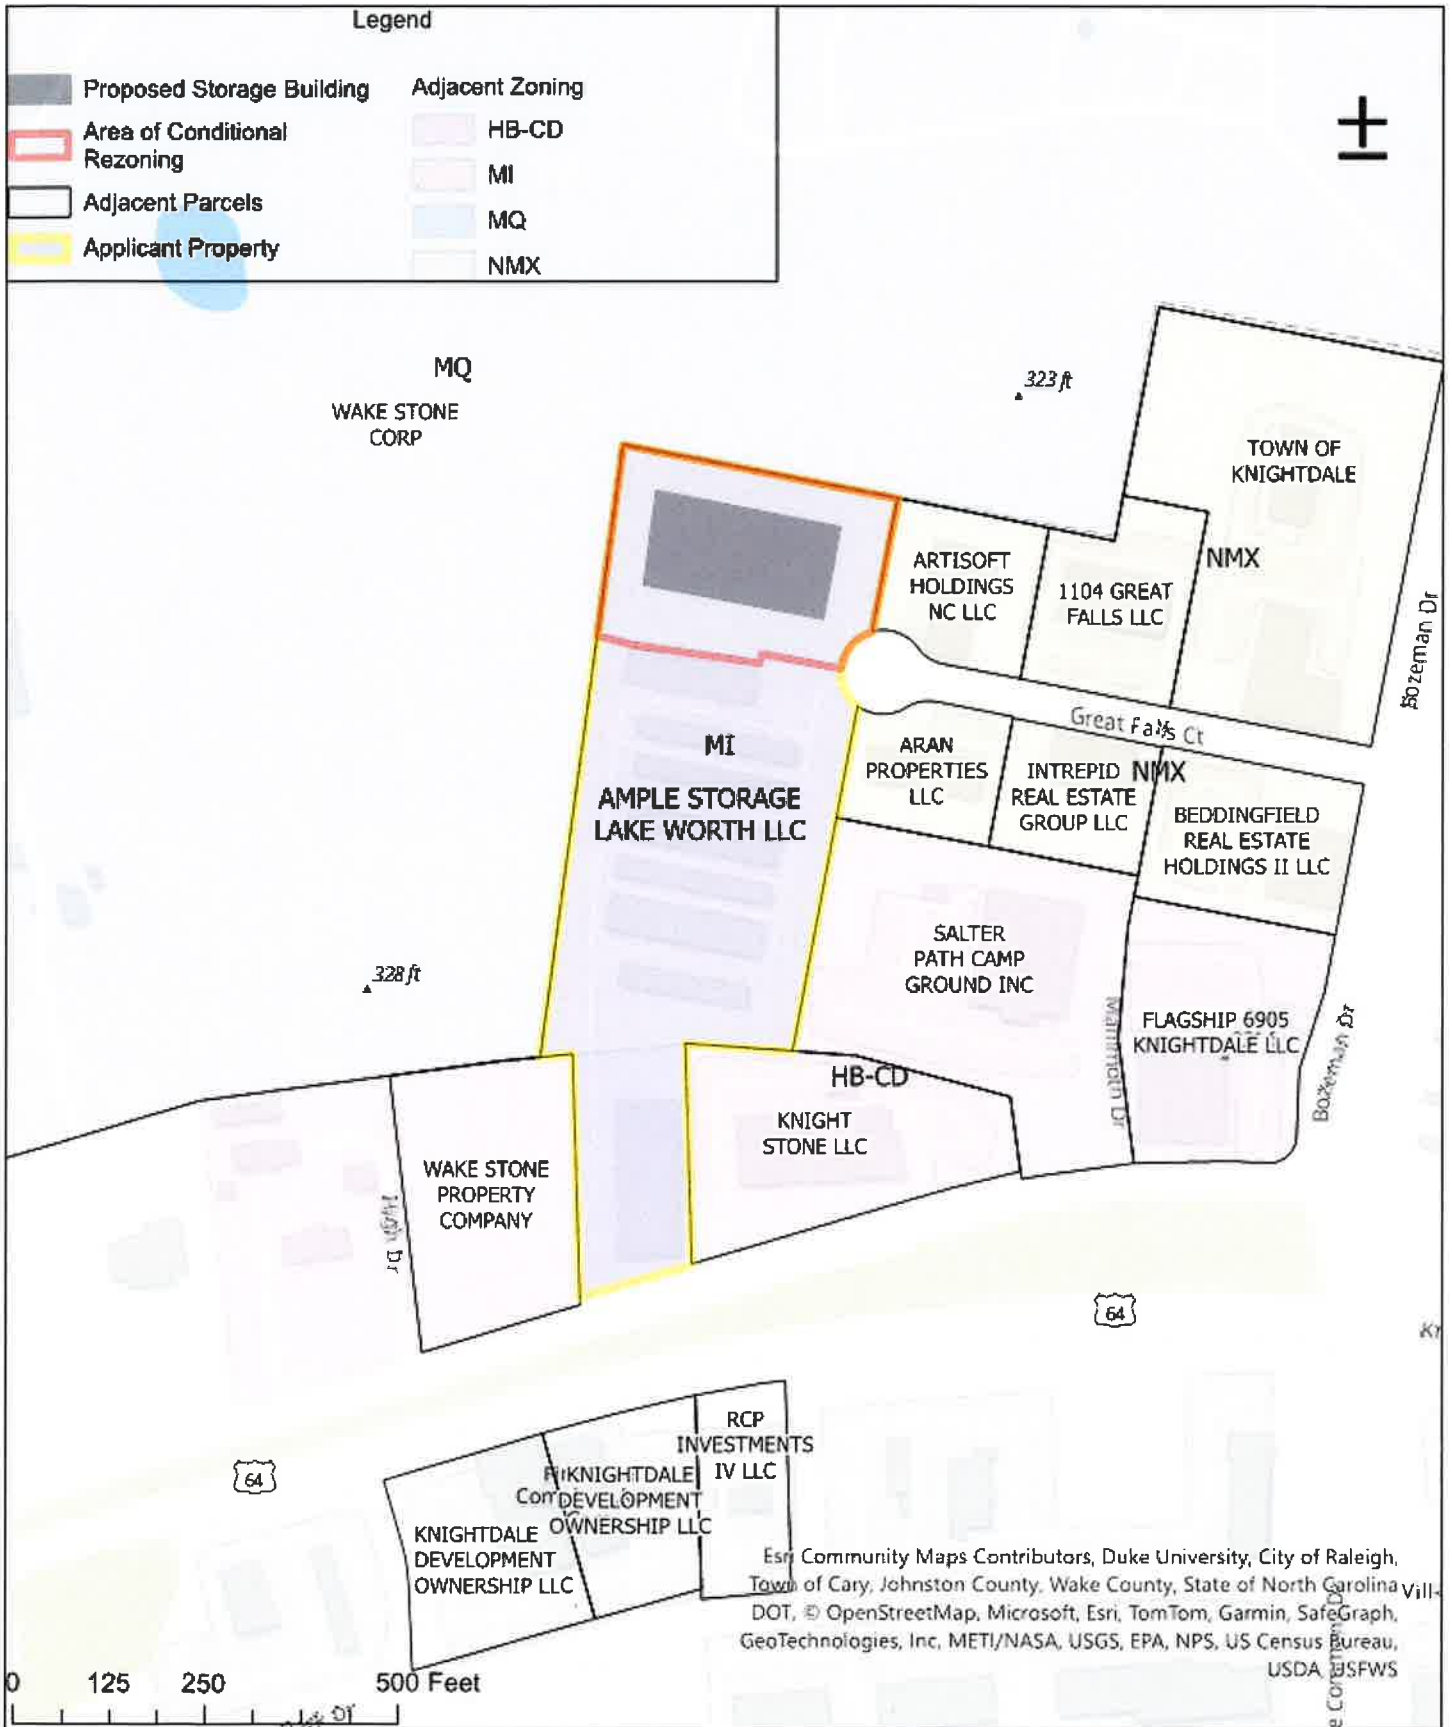 Legend
Proposed Storage Building
Area of Conditional
Rezoning
Adjacent Parcels
Applicant Property
Adjacent Zoning
HB-CD
MI
MQ
NMX
MQ
WAKE STONE
CORP
323 ft
TOWN OF
KNIGHTDALE
NMX
ARTISOFT
HOLDINGS
NC LLC
1104 GREAT
FALLS LLC
Bozeman Dr
Great Falls Ct
MI
AMPLE STORAGE
LAKE WORTH LLC
ARAN
PROPERTIES
LLC
INTREPID
REAL ESTATE
GROUP LLC
NMX
BEDDINGFIELD
REAL ESTATE
HOLDINGS II LLC
SALTER
PATH CAMP
GROUND INC
328 ft
Mammoth Dr
FLAGSHIP 6905
KNIGHTDALE LLC
Bozeman Dr
HB-CD
KNIGHT
STONE LLC
WAKE STONE
PROPERTY
COMPANY
Hugh Dr
64
Kn
64
RCP
INVESTMENTS
IV LLC
KNIGHTDALE
DEVELOPMENT
OWNERSHIP LLC
KNIGHTDALE
DEVELOPMENT
OWNERSHIP LLC
Esri Community Maps Contributors, Duke University, City of Raleigh,
Town of Cary, Johnston County, Wake County, State of North Carolina
DOT, © OpenStreetMap, Microsoft, Esri, TomTom, Garmin, SafeGraph,
GeoTechnologies, Inc, METI/NASA, USGS, EPA, NPS, US Census Bureau,
USDA, USFWS
0 125 250 500 Feet